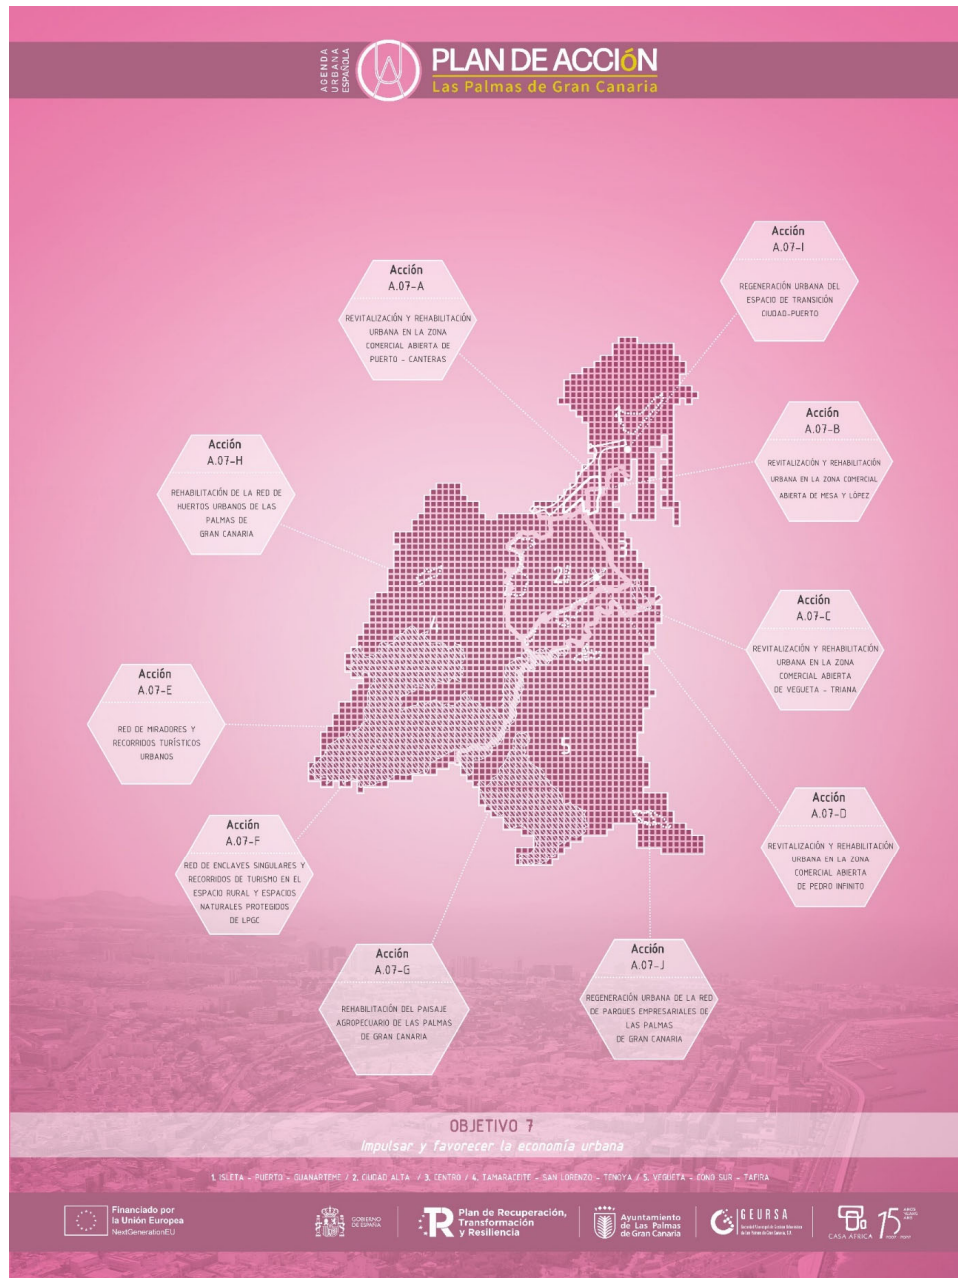 AGENDA
URBANA
ESPAÑOLA
PLAN DE ACCIÓN
Las Palmas de Gran Canaria
Acción
A.07-I
REGENERACIÓN URBANA DEL
ESPACIO DE TRANSICIÓN
CIUDAD-PUERTO
Acción
A.07-A
REVITALIZACIÓN Y REHABILITACIÓN
URBANA EN LA ZONA
COMERCIAL ABIERTA DE
PUERTO - CANTERAS
Acción
A.07-B
REVITALIZACIÓN Y REHABILITACIÓN
URBANA EN LA ZONA COMERCIAL
ABIERTA DE MESA Y LÓPEZ
Acción
A.07-H
REHABILITACIÓN DE LA RED DE
HUERTOS URBANOS DE LAS
PALMAS DE
GRAN CANARIA
Acción
A.07-C
REVITALIZACIÓN Y REHABILITACIÓN
URBANA EN LA ZONA
COMERCIAL ABIERTA
DE VEGUETA - TRIANA
Acción
A.07-E
RED DE MIRADORES Y
RECORRIDOS TURÍSTICOS
URBANOS
Acción
A.07-D
REVITALIZACIÓN Y REHABILITACIÓN
URBANA EN LA ZONA
COMERCIAL ABIERTA
DE PEDRO INFINITO
Acción
A.07-F
RED DE ENCLAVES SINGULARES Y
RECORRIDOS DE TURISMO EN EL
ESPACIO RURAL Y ESPACIOS
NATURALES PROTEGIDOS
DE LPGC
Acción
A.07-G
REHABILITACIÓN DEL PAISAJE
AGROPECUARIO DE LAS PALMAS
DE GRAN CANARIA
Acción
A.07-J
REGENERACIÓN URBANA DE LA RED
DE PARQUES EMPRESARIALES DE
LAS PALMAS
DE GRAN CANARIA
1
2
3
4
5
OBJETIVO 7
Impulsar y favorecer la economía urbana
1. ISLETA - PUERTO - GUANARTEME / 2. CIUDAD ALTA / 3. CENTRO / 4. TAMARACEITE - SAN LORENZO - TENOYA / 5. VEGUETA - CONO SUR - TAFIRA
Financiado por
la Unión Europea
NextGenerationEU
GOBIERNO
DE ESPAÑA
Plan de Recuperación,
Transformación
y Resiliencia
Ayuntamiento
de Las Palmas
de Gran Canaria
GEURSA
CASA AFRICA
15